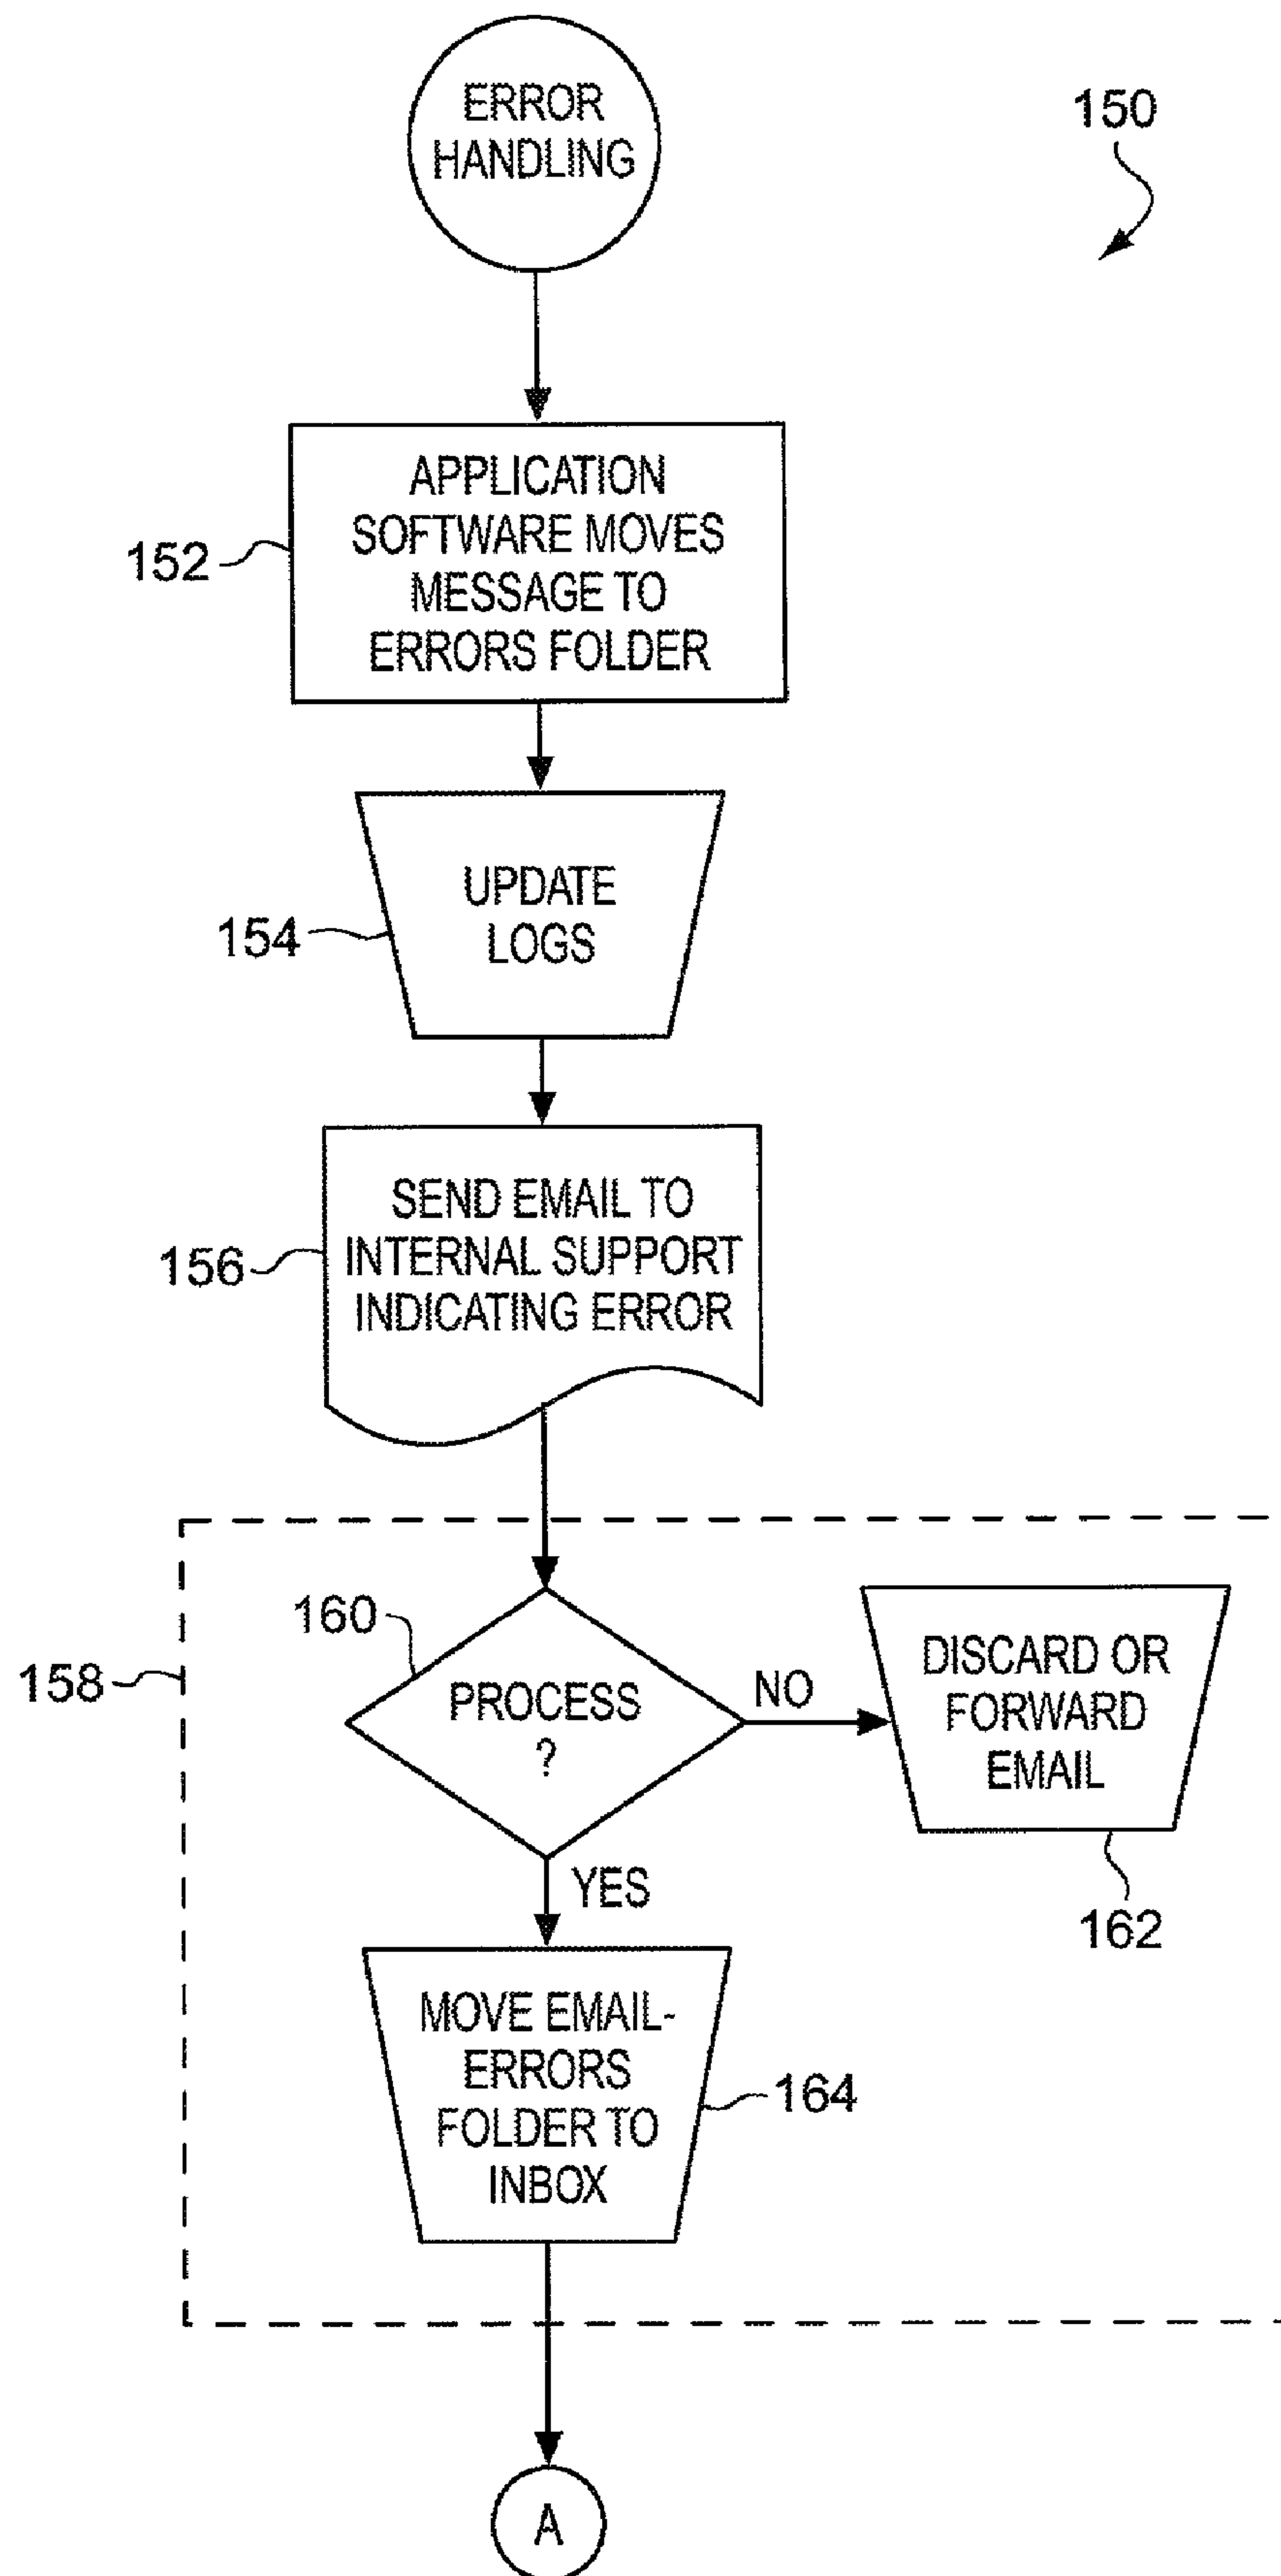 ERROR
HANDLING
150
APPLICATION
SOFTWARE MOVES
MESSAGE TO
ERRORS FOLDER
152
UPDATE
LOGS
154
SEND EMAIL TO
INTERNAL SUPPORT
INDICATING ERROR
156
158
160
PROCESS
?
NO
DISCARD OR
FORWARD
EMAIL
162
YES
MOVE EMAIL-
ERRORS
FOLDER TO
INBOX
164
A